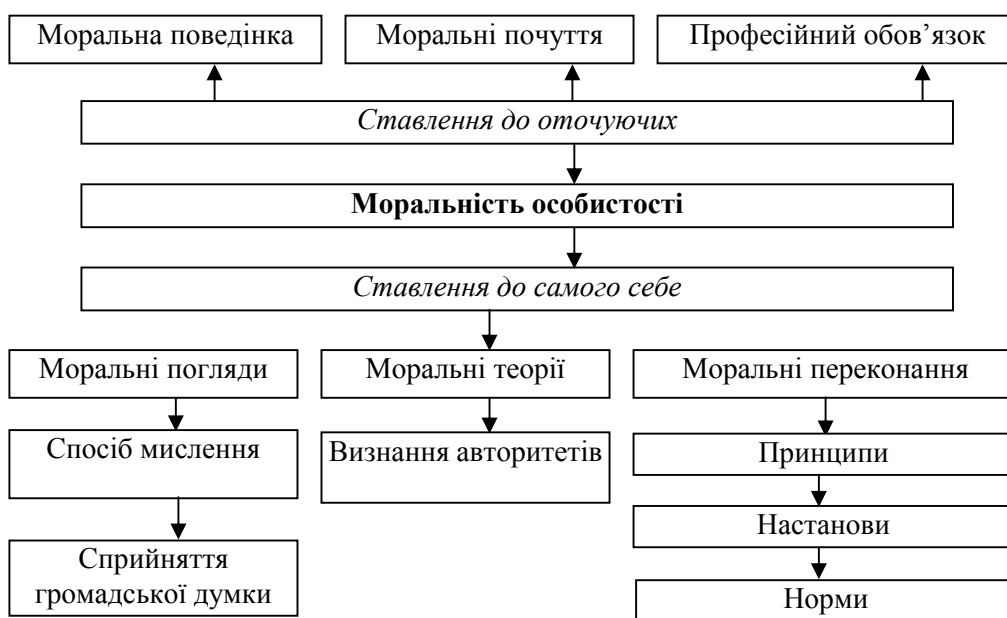 Моральна поведінка
Моральні почуття
Професійний обов’язок
Ставлення до оточуючих
Моральність особистості
Ставлення до самого себе
Моральні погляди
Моральні теорії
Моральні переконання
Спосіб мислення
Визнання авторитетів
Принципи
Настанови
Сприйняття
громадської думки
Норми